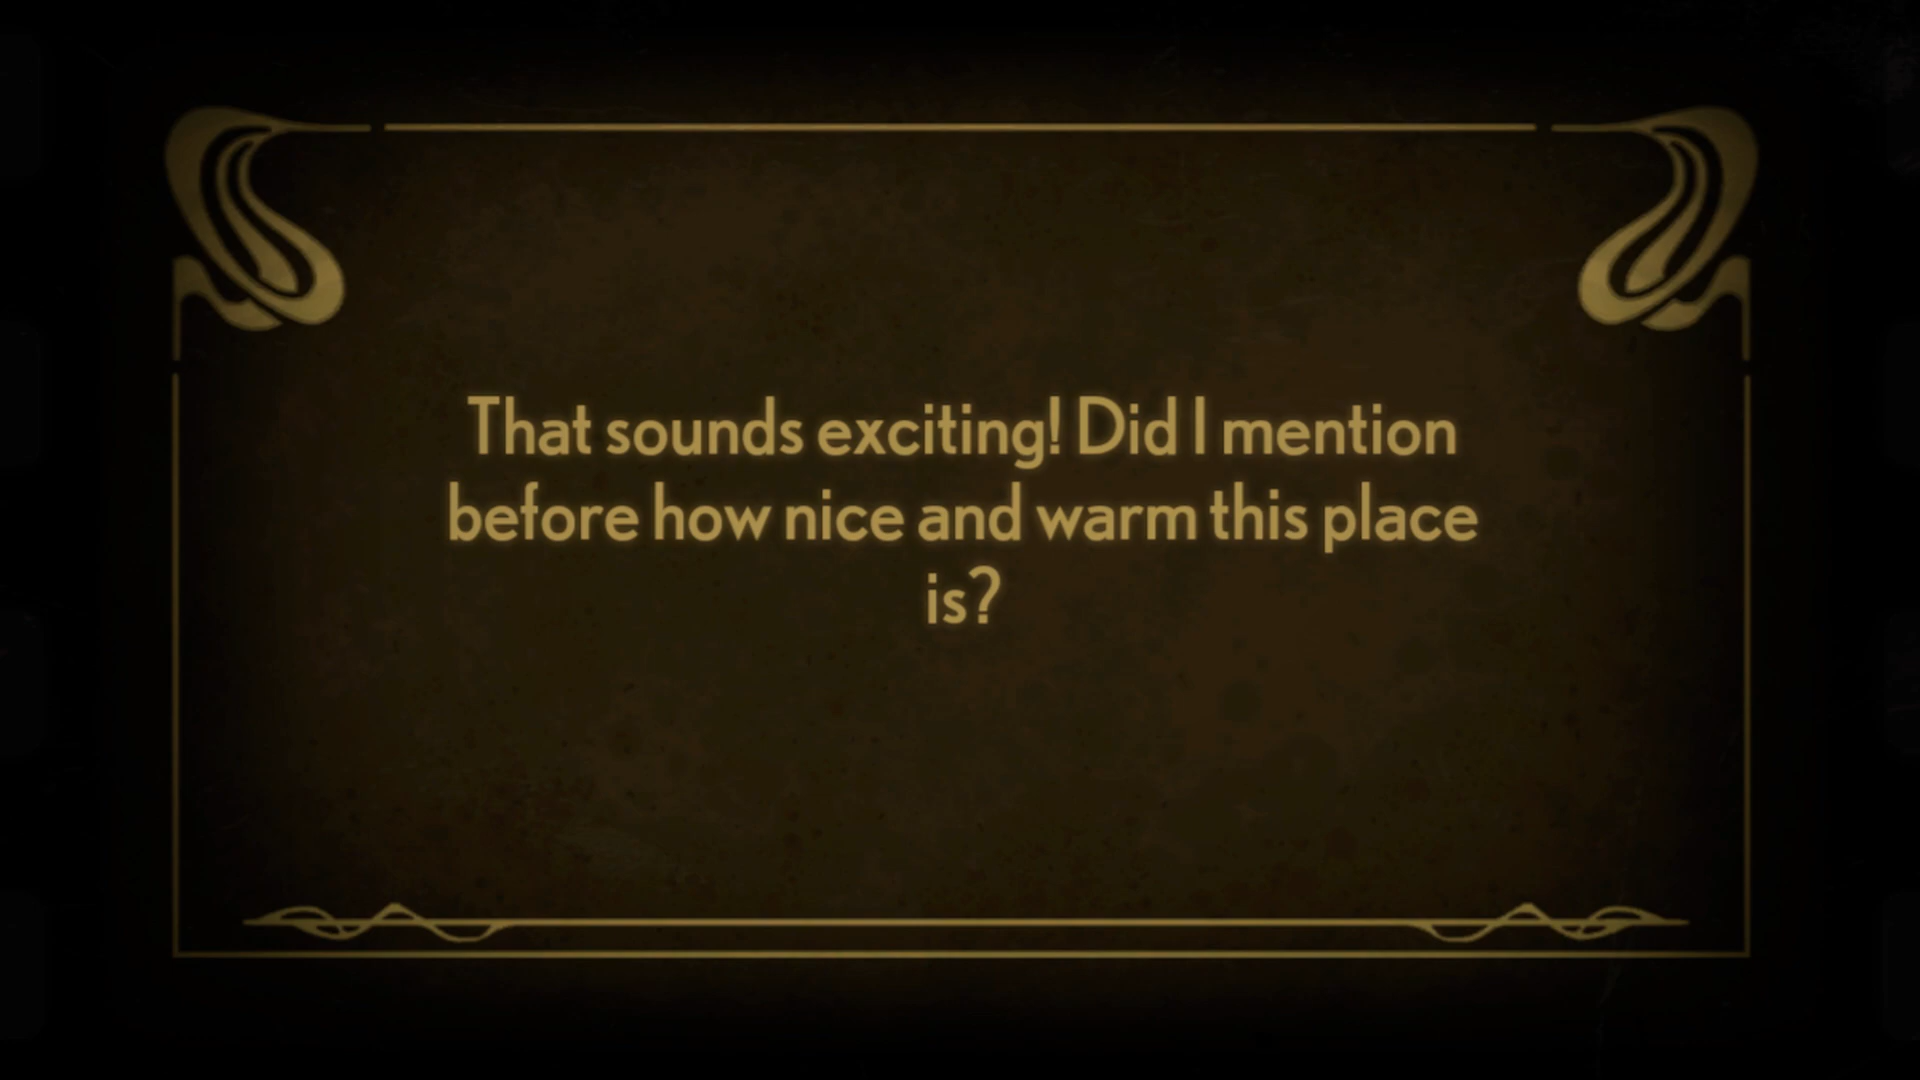 That sounds exciting! Did I mention
before how nice and warm this place
is?